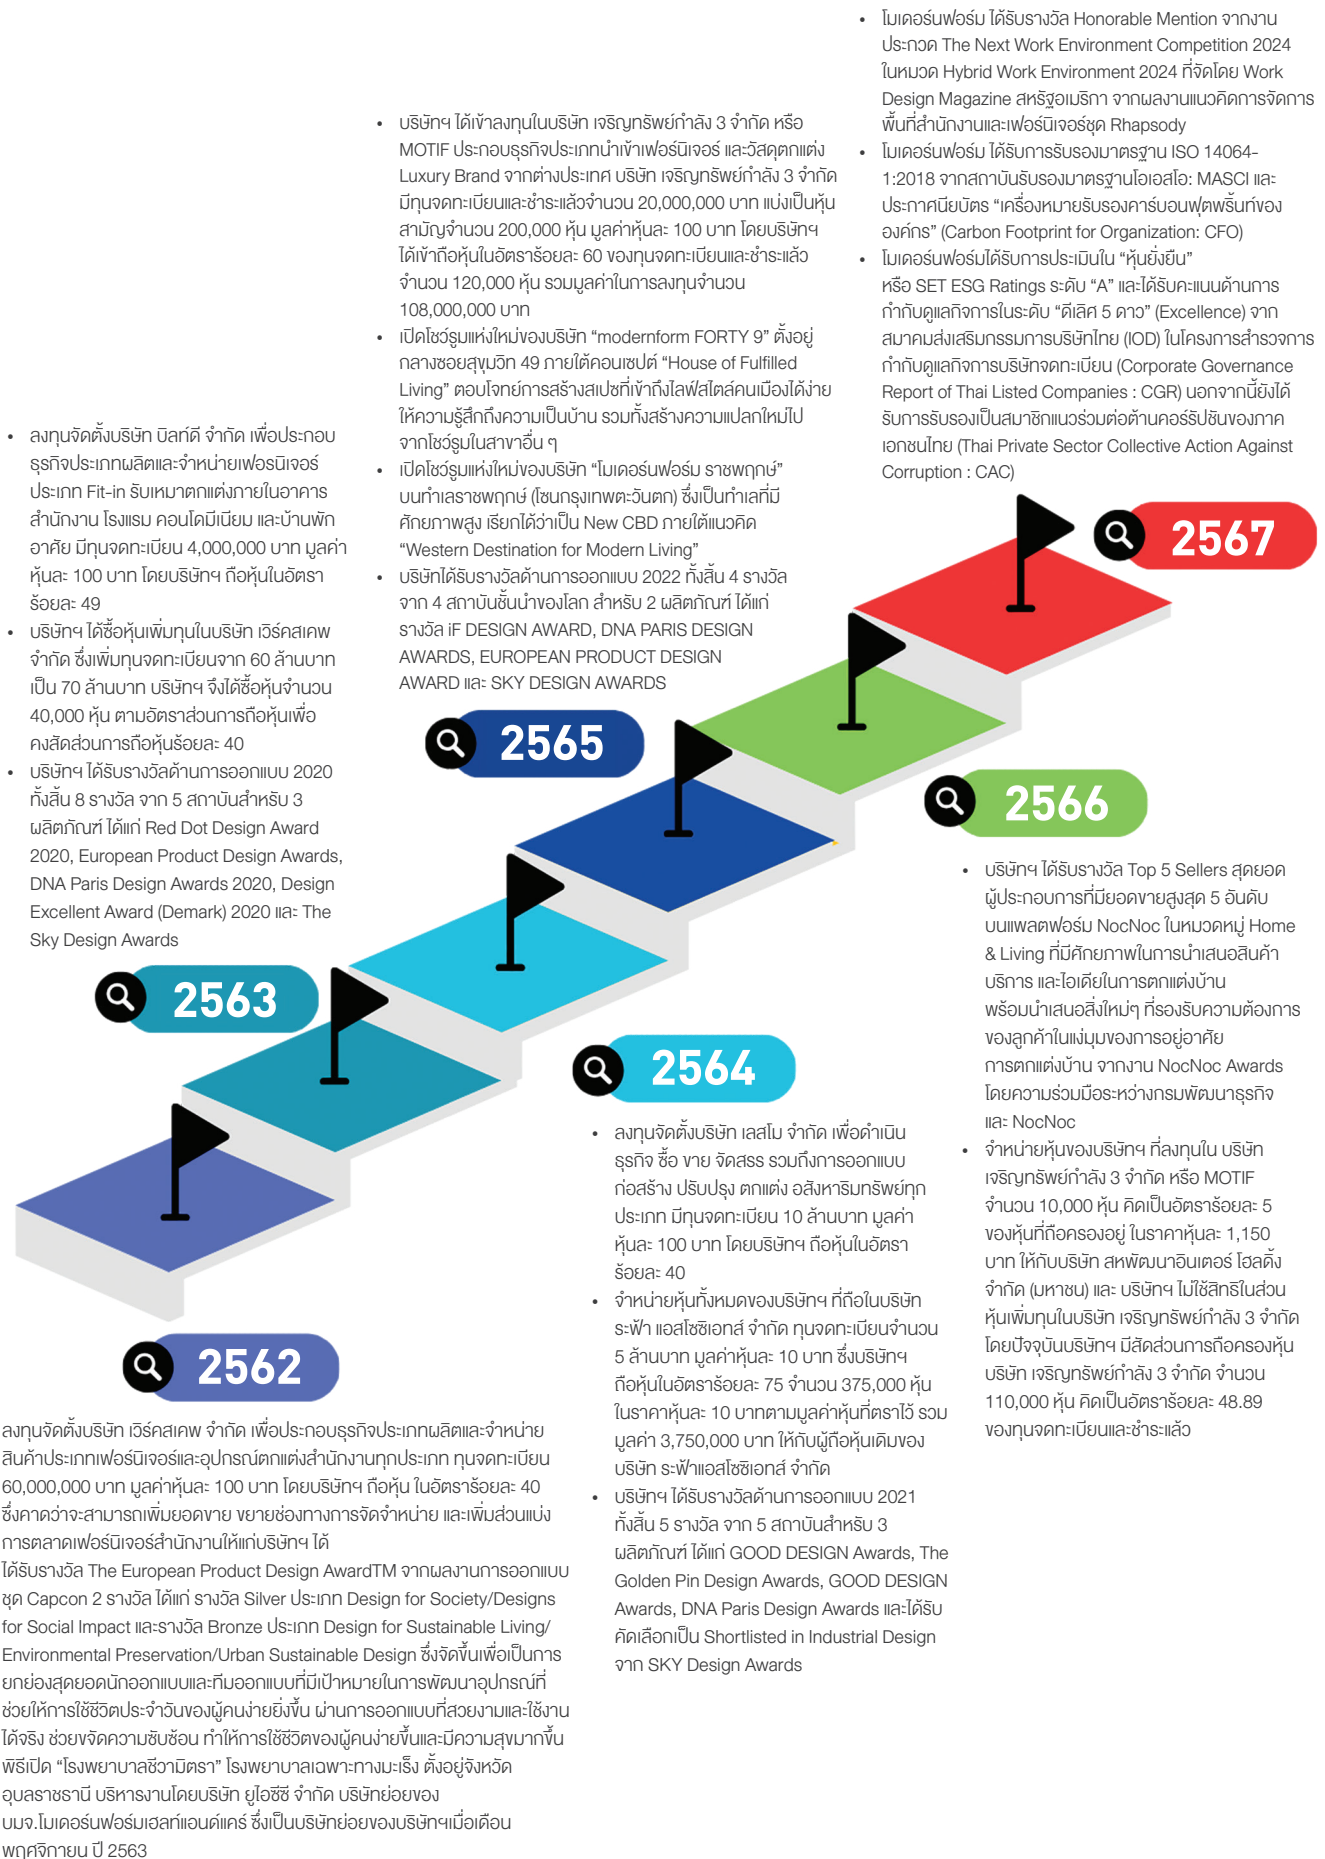 • โมเดอร์นฟอร์ม ได้รับรางวัล Honorable Mention จากงาน
ประกวด The Next Work Environment Competition 2024
ในหมวด Hybrid Work Environment 2024 ที่จัดโดย Work
Design Magazine สหรัฐอเมริกา จากผลงานแนวคิดการจัดการ
พื้นที่สำนักงานและเฟอร์นิเจอร์ชุด Rhapsody
• โมเดอร์นฟอร์ม ได้รับการรับรองมาตรฐาน ISO 14064-
1:2018 จากสถาบันรับรองมาตรฐานไอเอสโอ: MASCI และ
ประกาศนียบัตร “เครื่องหมายรับรองคาร์บอนฟุตพริ้นท์ของ
องค์กร” (Carbon Footprint for Organization: CFO)
• โมเดอร์นฟอร์มได้รับการประเมินใน “หุ้นยั่งยืน”
หรือ SET ESG Ratings ระดับ “A” และได้รับคะแนนด้านการ
กำกับดูแลกิจการในระดับ “ดีเลิศ 5 ดาว” (Excellence) จาก
สมาคมส่งเสริมกรรมการบริษัทไทย (IOD) ในโครงการสำรวจการ
กำกับดูแลกิจการบริษัทจดทะเบียน (Corporate Governance
Report of Thai Listed Companies : CGR) นอกจากนี้ยังได้
รับการรับรองเป็นสมาชิกแนวร่วมต่อต้านคอร์รัปชันของภาค
เอกชนไทย (Thai Private Sector Collective Action Against
Corruption : CAC)
2567
• บริษัทฯ ได้เข้าลงทุนในบริษัท เจริญทรัพย์กำลัง 3 จำกัด หรือ
MOTIF ประกอบธุรกิจประเภทนำเข้าเฟอร์นิเจอร์ และวัสดุตกแต่ง
Luxury Brand จากต่างประเทศ บริษัท เจริญทรัพย์กำลัง 3 จำกัด
มีทุนจดทะเบียนและชำระแล้วจำนวน 20,000,000 บาท แบ่งเป็นหุ้น
สามัญจำนวน 200,000 หุ้น มูลค่าหุ้นละ 100 บาท โดยบริษัทฯ
ได้เข้าถือหุ้นในอัตราร้อยละ 60 ของทุนจดทะเบียนและชำระแล้ว
จำนวน 120,000 หุ้น รวมมูลค่าในการลงทุนจำนวน
108,000,000 บาท
• เปิดโชว์รูมแห่งใหม่ของบริษัท “modernform FORTY 9” ตั้งอยู่
กลางซอยสุขุมวิท 49 ภายใต้คอนเซปต์ “House of Fulfilled
Living” ตอบโจทย์การสร้างสเปซที่เข้าถึงไลฟ์สไตล์คนเมืองได้ง่าย
ให้ความรู้สึกถึงความเป็นบ้าน รวมทั้งสร้างความแปลกใหม่ไป
จากโชว์รูมในสาขาอื่น ๆ
• เปิดโชว์รูมแห่งใหม่ของบริษัท “โมเดอร์นฟอร์ม ราชพฤกษ์”
บนทำเลราชพฤกษ์ (โซนกรุงเทพตะวันตก) ซึ่งเป็นทำเลที่มี
ศักยภาพสูง เรียกได้ว่าเป็น New CBD ภายใต้แนวคิด
“Western Destination for Modern Living”
• บริษัทได้รับรางวัลด้านการออกแบบ 2022 ทั้งสิ้น 4 รางวัล
จาก 4 สถาบันชั้นนำของโลก สำหรับ 2 ผลิตภัณฑ์ ได้แก่
รางวัล iF DESIGN AWARD, DNA PARIS DESIGN
AWARDS, EUROPEAN PRODUCT DESIGN
AWARD และ SKY DESIGN AWARDS
2565
• ลงทุนจัดตั้งบริษัท บิลท์ดี จำกัด เพื่อประกอบ
ธุรกิจประเภทผลิตและจำหน่ายเฟอรนิเจอร์
ประเภท Fit-in รับเหมาตกแต่งภายในอาคาร
สำนักงาน โรงแรม คอนโดมีเนียม และบ้านพัก
อาศัย มีทุนจดทะเบียน 4,000,000 บาท มูลค่า
หุ้นละ 100 บาท โดยบริษัทฯ ถือหุ้นในอัตรา
ร้อยละ 49
• บริษัทฯ ได้ซื้อหุ้นเพิ่มทุนในบริษัท เวิร์คสเคพ
จำกัด ซึ่งเพิ่มทุนจดทะเบียนจาก 60 ล้านบาท
เป็น 70 ล้านบาท บริษัทฯ จึงได้ซื้อหุ้นจำนวน
40,000 หุ้น ตามอัตราส่วนการถือหุ้นเพื่อ
คงสัดส่วนการถือหุ้นร้อยละ 40
• บริษัทฯ ได้รับรางวัลด้านการออกแบบ 2020
ทั้งสิ้น 8 รางวัล จาก 5 สถาบันสำหรับ 3
ผลิตภัณฑ์ ได้แก่ Red Dot Design Award
2020, European Product Design Awards,
DNA Paris Design Awards 2020, Design
Excellent Award (Demark) 2020 และ The
Sky Design Awards
2563
2566
• บริษัทฯ ได้รับรางวัล Top 5 Sellers สุดยอด
ผู้ประกอบการที่มียอดขายสูงสุด 5 อันดับ
บนแพลตฟอร์ม NocNoc ในหมวดหมู่ Home
& Living ที่มีศักยภาพในการนำเสนอสินค้า
บริการ และไอเดียในการตกแต่งบ้าน
พร้อมนำเสนอสิ่งใหม่ๆ ที่รองรับความต้องการ
ของลูกค้าในแง่มุมของการอยู่อาศัย
การตกแต่งบ้าน จากงาน NocNoc Awards
โดยความร่วมมือระหว่างกรมพัฒนาธุรกิจ
และ NocNoc
• จำหน่ายหุ้นของบริษัทฯ ที่ลงทุนใน บริษัท
เจริญทรัพย์กำลัง 3 จำกัด หรือ MOTIF
จำนวน 10,000 หุ้น คิดเป็นอัตราร้อยละ 5
ของหุ้นที่ถือครองอยู่ ในราคาหุ้นละ 1,150
บาท ให้กับบริษัท สหพัฒนาอินเตอร์ โฮลดิ้ง
จำกัด (มหาชน) และ บริษัทฯ ไม่ใช้สิทธิในส่วน
หุ้นเพิ่มทุนในบริษัท เจริญทรัพย์กำลัง 3 จำกัด
โดยปัจจุบันบริษัทฯ มีสัดส่วนการถือครองหุ้น
บริษัท เจริญทรัพย์กำลัง 3 จำกัด จำนวน
110,000 หุ้น คิดเป็นอัตราร้อยละ 48.89
ของทุนจดทะเบียนและชำระแล้ว
2564
• ลงทุนจัดตั้งบริษัท เลสโม จำกัด เพื่อดำเนิน
ธุรกิจ ซื้อ ขาย จัดสรร รวมถึงการออกแบบ
ก่อสร้าง ปรับปรุง ตกแต่ง อสังหาริมทรัพย์ทุก
ประเภท มีทุนจดทะเบียน 10 ล้านบาท มูลค่า
หุ้นละ 100 บาท โดยบริษัทฯ ถือหุ้นในอัตรา
ร้อยละ 40
• จำหน่ายหุ้นทั้งหมดของบริษัทฯ ที่ถือในบริษัท
ระฟ้า แอสโซซิเอทส์ จำกัด ทุนจดทะเบียนจำนวน
5 ล้านบาท มูลค่าหุ้นละ 10 บาท ซึ่งบริษัทฯ
ถือหุ้นในอัตราร้อยละ 75 จำนวน 375,000 หุ้น
ในราคาหุ้นละ 10 บาทตามมูลค่าหุ้นที่ตราไว้ รวม
มูลค่า 3,750,000 บาท ให้กับผู้ถือหุ้นเดิมของ
บริษัท ระฟ้าแอสโซซิเอทส์ จำกัด
• บริษัทฯ ได้รับรางวัลด้านการออกแบบ 2021
ทั้งสิ้น 5 รางวัล จาก 5 สถาบันสำหรับ 3
ผลิตภัณฑ์ ได้แก่ GOOD DESIGN Awards, The
Golden Pin Design Awards, GOOD DESIGN
Awards, DNA Paris Design Awards และได้รับ
คัดเลือกเป็น Shortlisted in Industrial Design
จาก SKY Design Awards
2562
ลงทุนจัดตั้งบริษัท เวิร์คสเคพ จำกัด เพื่อประกอบธุรกิจประเภทผลิตและจำหน่าย
สินค้าประเภทเฟอร์นิเจอร์และอุปกรณ์ตกแต่งสำนักงานทุกประเภท ทุนจดทะเบียน
60,000,000 บาท มูลค่าหุ้นละ 100 บาท โดยบริษัทฯ ถือหุ้น ในอัตราร้อยละ 40
ซึ่งคาดว่าจะสามารถเพิ่มยอดขาย ขยายช่องทางการจัดจำหน่าย และเพิ่มส่วนแบ่ง
การตลาดเฟอร์นิเจอร์สำนักงานให้แก่บริษัทฯ ได้
ได้รับรางวัล The European Product Design AwardTM จากผลงานการออกแบบ
ชุด Capcon 2 รางวัล ได้แก่ รางวัล Silver ประเภท Design for Society/Designs
for Social Impact และรางวัล Bronze ประเภท Design for Sustainable Living/
Environmental Preservation/Urban Sustainable Design ซึ่งจัดขึ้นเพื่อเป็นการ
ยกย่องสุดยอดนักออกแบบและทีมออกแบบที่มีเป้าหมายในการพัฒนาอุปกรณ์ที่
ช่วยให้การใช้ชีวิตประจำวันของผู้คนง่ายยิ่งขึ้น ผ่านการออกแบบที่สวยงามและใช้งาน
ได้จริง ช่วยขจัดความซับซ้อน ทำให้การใช้ชีวิตของผู้คนง่ายขึ้นและมีความสุขมากขึ้น
พิธีเปิด “โรงพยาบาลชีวามิตรา” โรงพยาบาลเฉพาะทางมะเร็ง ตั้งอยู่จังหวัด
อุบลราชธานี บริหารงานโดยบริษัท ยูไอซีซี จำกัด บริษัทย่อยของ
บมจ.โมเดอร์นฟอร์มเฮลท์แอนด์แคร์ ซึ่งเป็นบริษัทย่อยของบริษัทฯเมื่อเดือน
พฤศจิกายน ปี 2563